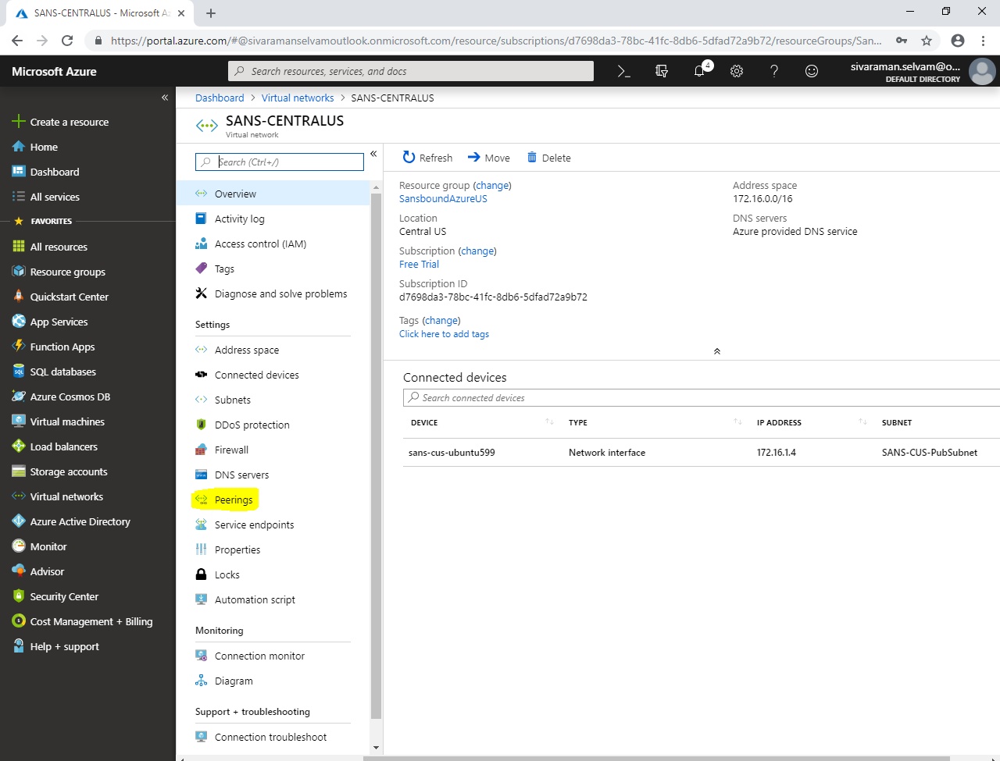 SANS-CENTRALUS - Microsoft Az
https://portal.azure.com/#@sivaramanselvamoutlook.onmicrosoft.com/resource/subscriptions/d7698da3-78bc-41fc-8db6-5dfad72a9b72/resourceGroups/San...
Microsoft Azure
Search resources, services, and docs
4
sivaraman.selvam@o...
DEFAULT DIRECTORY
Create a resource
Home
Dashboard
All services
FAVORITES
All resources
Resource groups
Quickstart Center
App Services
Function Apps
SQL databases
Azure Cosmos DB
Virtual machines
Load balancers
Storage accounts
Virtual networks
Azure Active Directory
Monitor
Advisor
Security Center
Cost Management + Billing
Help + support
Dashboard > Virtual networks > SANS-CENTRALUS
SANS-CENTRALUS
Virtual network
Search (Ctrl+/)
Overview
Activity log
Access control (IAM)
Tags
Diagnose and solve problems
Settings
Address space
Connected devices
Subnets
DDoS protection
Firewall
DNS servers
Peerings
Service endpoints
Properties
Locks
Automation script
Monitoring
Connection monitor
Diagram
Support + troubleshooting
Connection troubleshoot
Refresh Move Delete
Resource group (change)
SansboundAzureUS
Location
Central US
Subscription (change)
Free Trial
Subscription ID
d7698da3-78bc-41fc-8db6-5dfad72a9b72
Tags (change)
Click here to add tags
Address space
172.16.0.0/16
DNS servers
Azure provided DNS service
Connected devices
Search connected devices
DEVICE TYPE IP ADDRESS SUBNET
sans-cus-ubuntu599 Network interface 172.16.1.4 SANS-CUS-PubSubnet